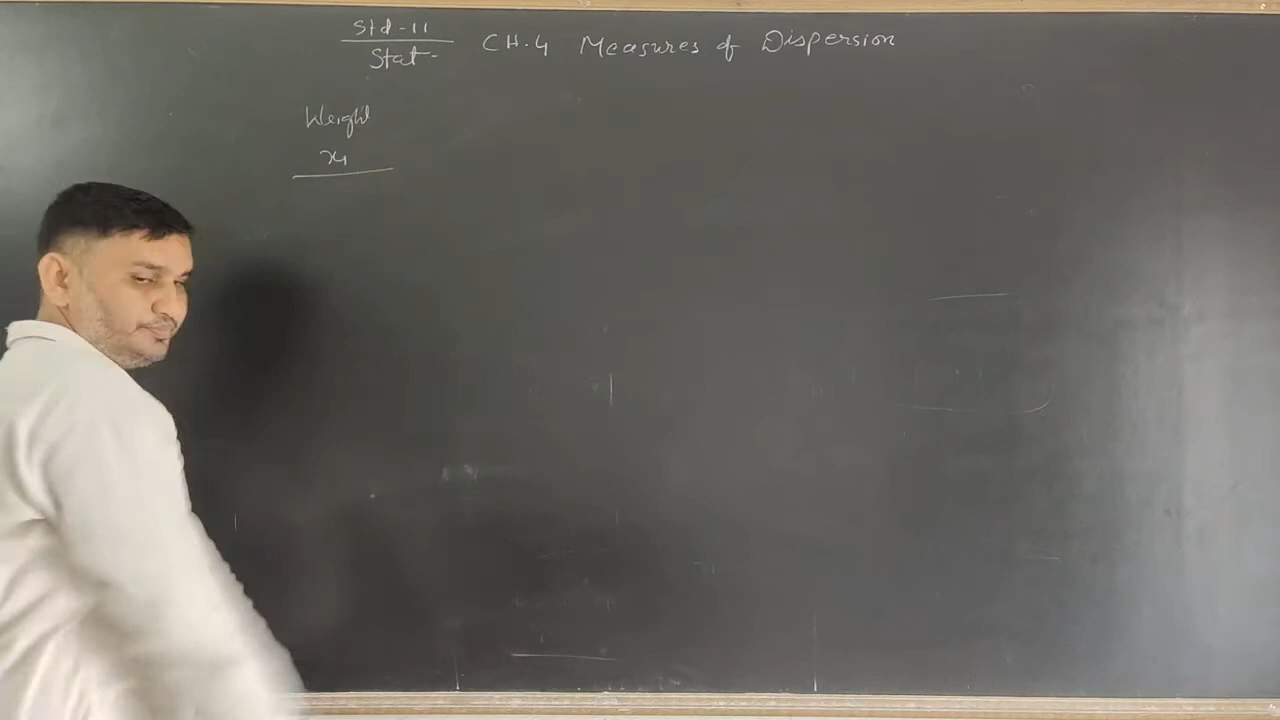 Std-11
Stat- CH.4 Measures of Dispersion
Weight
x₁